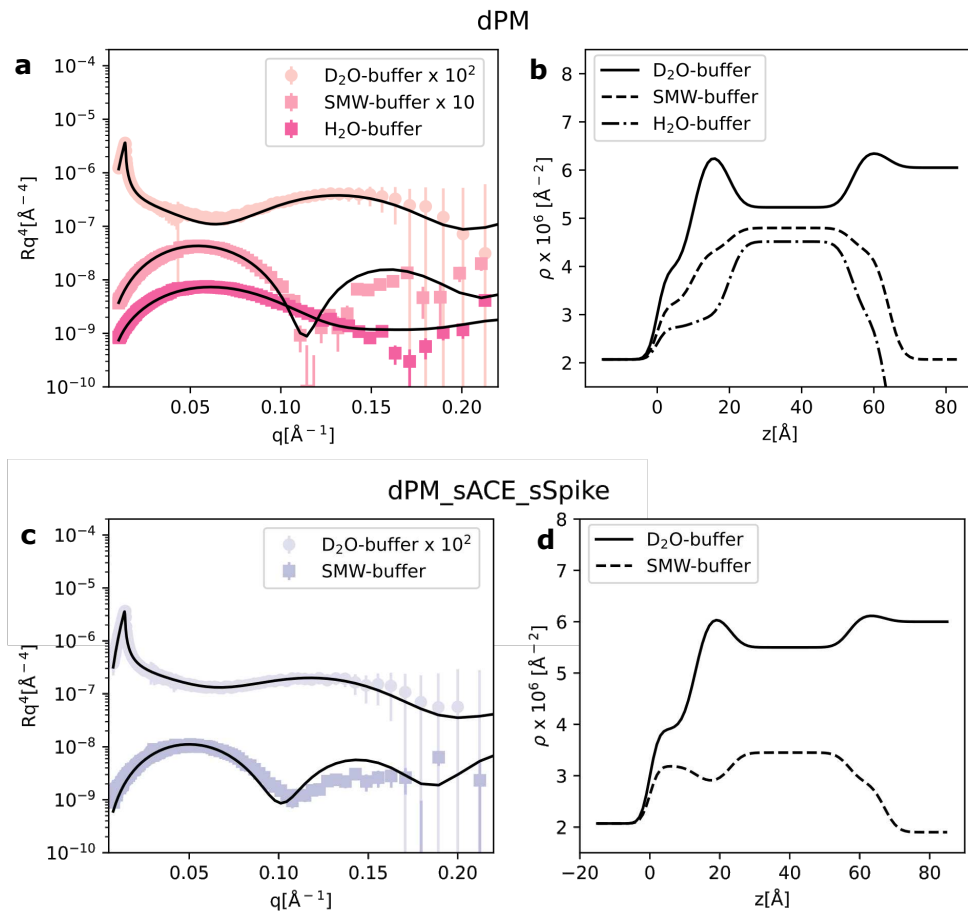 dPM
a
10⁻⁴
10⁻⁵
10⁻⁶
10⁻⁷
10⁻⁸
10⁻⁹
10⁻¹⁰
Rq⁴[Å⁻⁴]
D₂O-buffer x 10²
SMW-buffer x 10
H₂O-buffer
0.05 0.10 0.15 0.20
q[Å⁻¹]
b
8
7
6
5
4
3
2
ρ x 10⁶ [Å⁻²]
D₂O-buffer
SMW-buffer
H₂O-buffer
0 20 40 60 80
z[Å]
dPM_sACE_sSpike
c
10⁻⁴
10⁻⁵
10⁻⁶
10⁻⁷
10⁻⁸
10⁻⁹
10⁻¹⁰
Rq⁴[Å⁻⁴]
D₂O-buffer x 10²
SMW-buffer
0.05 0.10 0.15 0.20
q[Å⁻¹]
d
8
7
6
5
4
3
2
ρ x 10⁶ [Å⁻²]
D₂O-buffer
SMW-buffer
−20 0 20 40 60 80
z[Å]